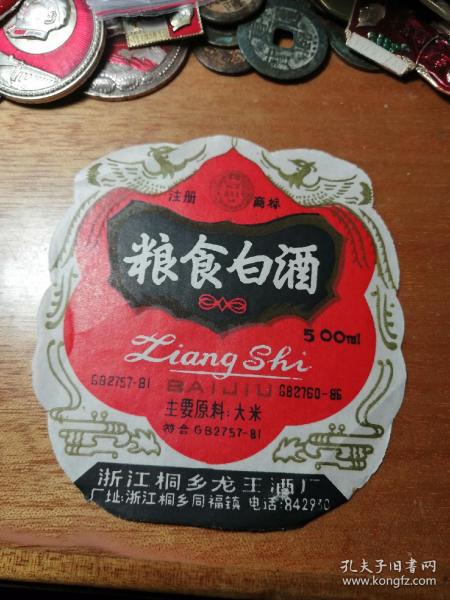 注册 商标
粮食白酒
500ml
Liang Shi
GB2757-81 BAIJIU GB2760-86
主要原料:大米
符合GB2757-81
浙江桐乡龙王酒厂
厂址:浙江桐乡同福镇 电话:842940
孔夫子旧书网
www.kongfz.com